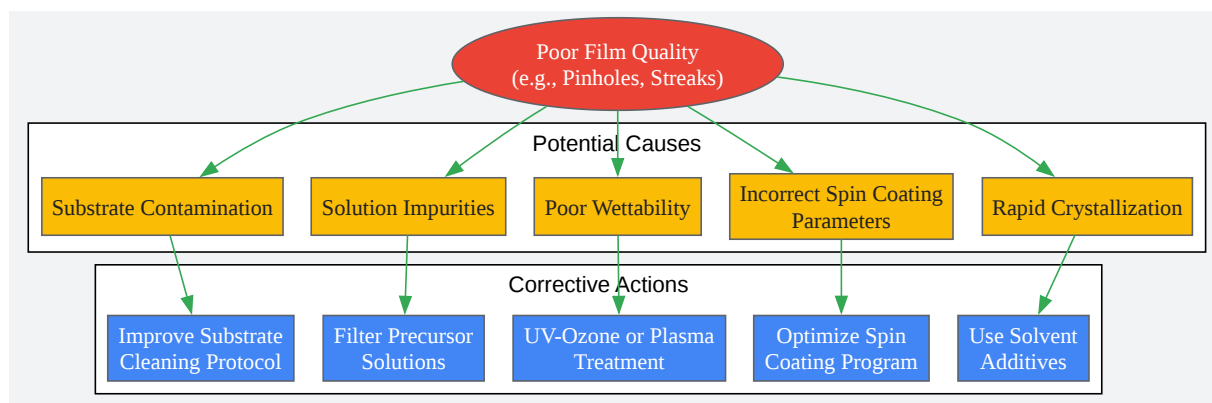 Poor Film Quality
(e.g., Pinholes, Streaks)
Potential Causes
Substrate Contamination
Solution Impurities
Poor Wettability
Incorrect Spin Coating
Parameters
Rapid Crystallization
Corrective Actions
Improve Substrate
Cleaning Protocol
Filter Precursor
Solutions
UV-Ozone or Plasma
Treatment
Optimize Spin
Coating Program
Use Solvent
Additives